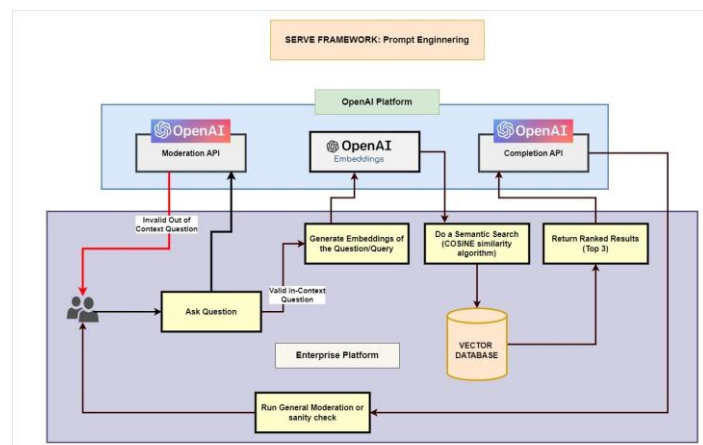 SERVE FRAMEWORK: Prompt Enginnering
OpenAI Platform
OpenAI
Moderation API
OpenAI
Embeddings
OpenAI
Completion API
Invalid Out of
Context Question
Generate Embeddings of
the Question/Query
Do a Semantic Search
(COSINE similarity
algorithm)
Return Ranked Results
(Top 3)
Valid in-Context
Question
Ask Question
VECTOR
DATABASE
Enterprise Platform
Run General Moderation or
sanity check